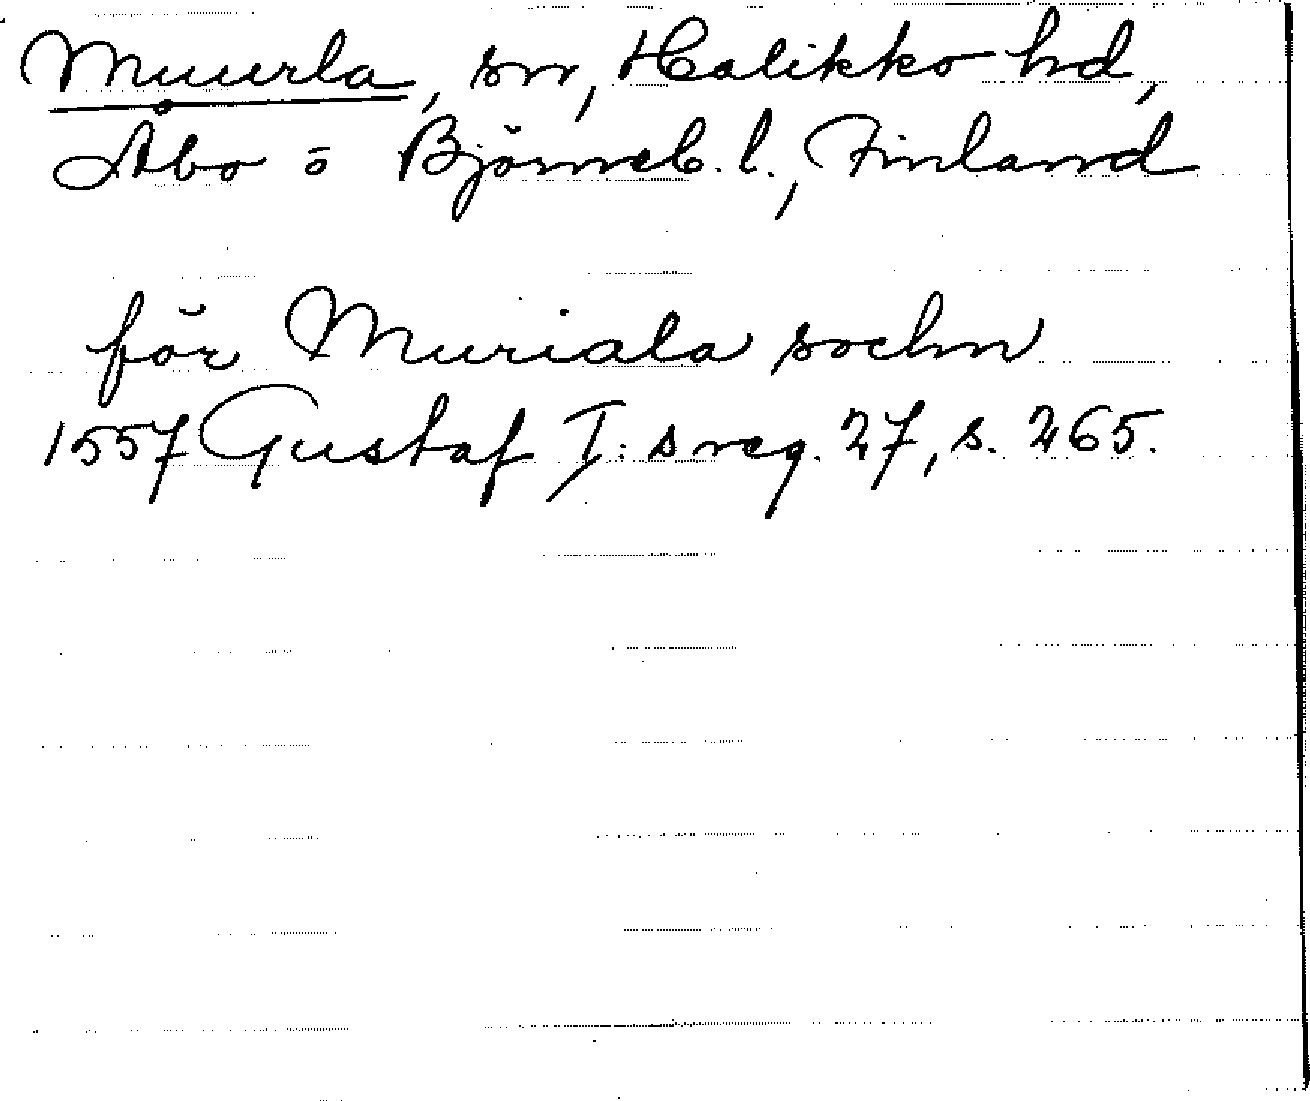 Muurla, sn, Halikko hd,
Åbo o Björneb. l., Finland
för Muriala sochn
1557 Gustaf I:s reg. 27, s. 265.